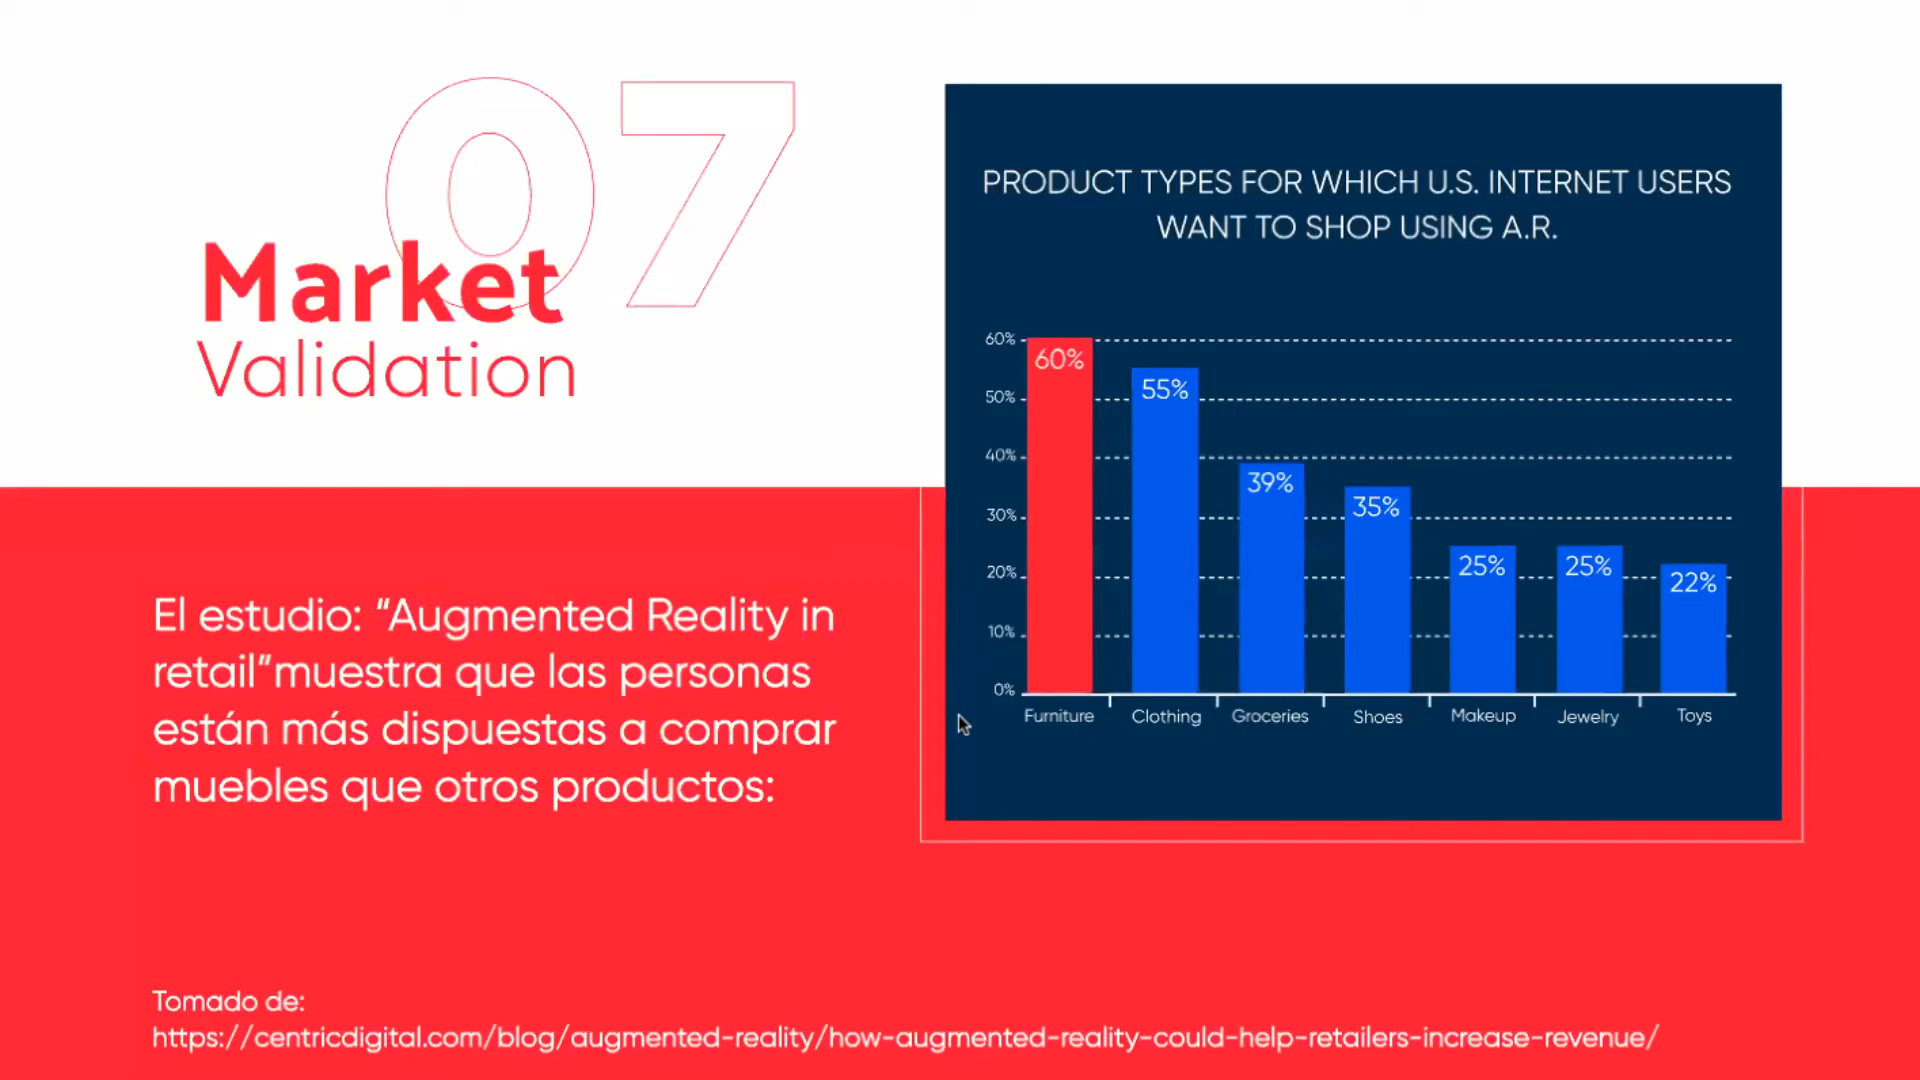 07
Market
Validation
El estudio: “Augmented Reality in
retail”muestra que las personas
están más dispuestas a comprar
muebles que otros productos:
PRODUCT TYPES FOR WHICH U.S. INTERNET USERS
WANT TO SHOP USING A.R.
60%
50%
40%
30%
20%
10%
0%
60%
55%
39%
35%
25%
25%
22%
Furniture
Clothing
Groceries
Shoes
Makeup
Jewelry
Toys
Tomado de:
https://centricdigital.com/blog/augmented-reality/how-augmented-reality-could-help-retailers-increase-revenue/